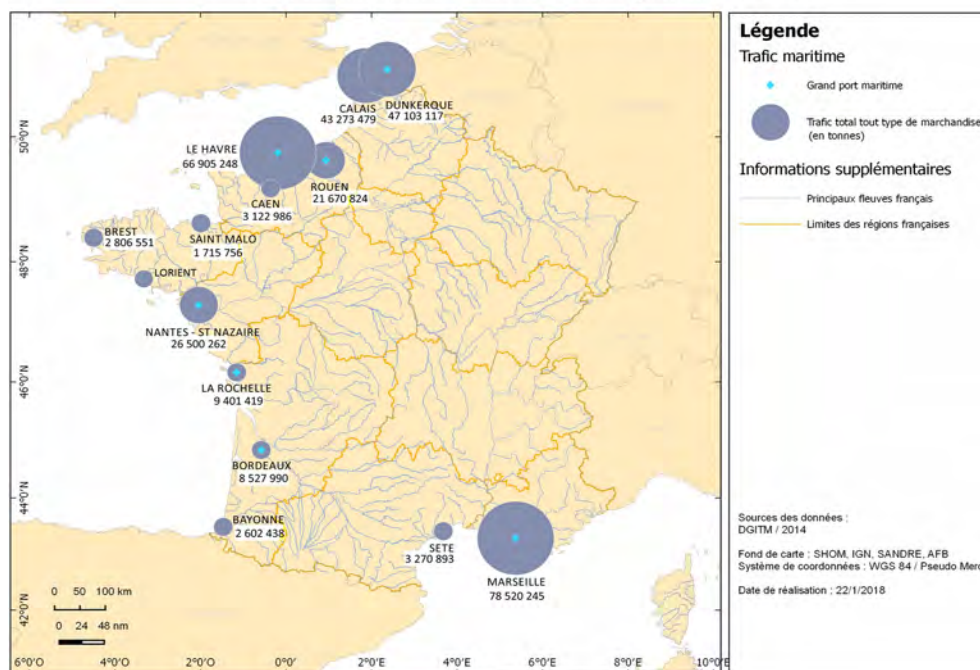 CALAIS
43 273 479
DUNKERQUE
47 103 117
LE HAVRE
66 905 248
ROUEN
21 670 824
CAEN
3 122 986
BREST
2 806 551
SAINT MALO
1 715 756
LORIENT
NANTES - ST NAZAIRE
26 500 262
LA ROCHELLE
9 401 419
BORDEAUX
8 527 990
BAYONNE
2 602 438
SETE
3 270 893
MARSEILLE
78 520 245
50°0'N
48°0'N
46°0'N
44°0'N
42°0'N
0 50 100 km
0 24 48 nm
6°0'O 4°0'O 2°0'O 0°0'E 2°0'E 4°0'E 6°0'E 8°0'E 10°0'E
Légende
Trafic maritime
Grand port maritime
Trafic total tout type de marchandise
(en tonnes)
Informations supplémentaires
Principaux fleuves français
Limites des régions françaises
Sources des données :
DGITM / 2014
Fond de carte : SHOM, IGN, SANDRE, AFB
Système de coordonnées : WGS 84 / Pseudo Merc
Date de réalisation : 22/1/2018